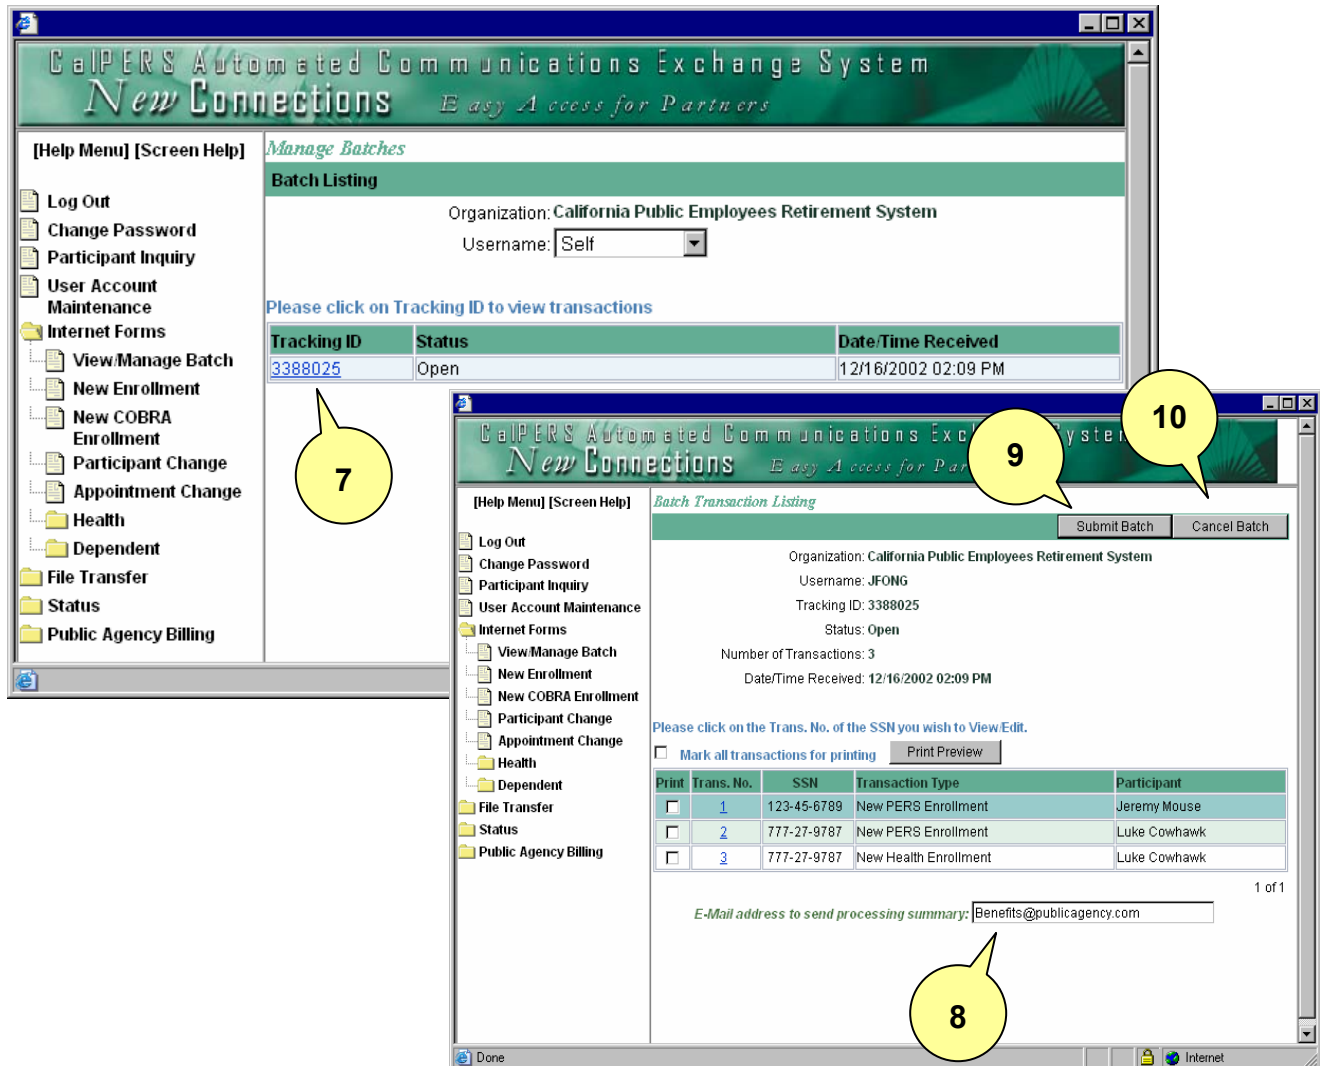 CalPERS Automated Communications Exchange System
New Connections Easy Access for Partners
[Help Menu] [Screen Help]
Log Out
Change Password
Participant Inquiry
User Account
Maintenance
Internet Forms
View/Manage Batch
New Enrollment
New COBRA
Enrollment
Participant Change
Appointment Change
Health
Dependent
File Transfer
Status
Public Agency Billing
Manage Batches
Batch Listing
Organization: California Public Employees Retirement System
Username: Self
Please click on Tracking ID to view transactions
Tracking ID Status Date/Time Received
3388025 Open 12/16/2002 02:09 PM
7
9
10
CalPERS Automated Communications Exc System
New Connections Easy Access for Par
[Help Menu] [Screen Help]
Log Out
Change Password
Participant Inquiry
User Account Maintenance
Internet Forms
View/Manage Batch
New Enrollment
New COBRA Enrollment
Participant Change
Appointment Change
Health
Dependent
File Transfer
Status
Public Agency Billing
Batch Transaction Listing
Submit Batch Cancel Batch
Organization: California Public Employees Retirement System
Username: JFONG
Tracking ID: 3388025
Status: Open
Number of Transactions: 3
Date/Time Received: 12/16/2002 02:09 PM
Please click on the Trans. No. of the SSN you wish to View/Edit.
Mark all transactions for printing Print Preview
Print Trans. No. SSN Transaction Type Participant
1 123-45-6789 New PERS Enrollment Jeremy Mouse
2 777-27-9787 New PERS Enrollment Luke Cowhawk
3 777-27-9787 New Health Enrollment Luke Cowhawk
1 of 1
E-Mail address to send processing summary: Benefits@publicagency.com
8
Done Internet